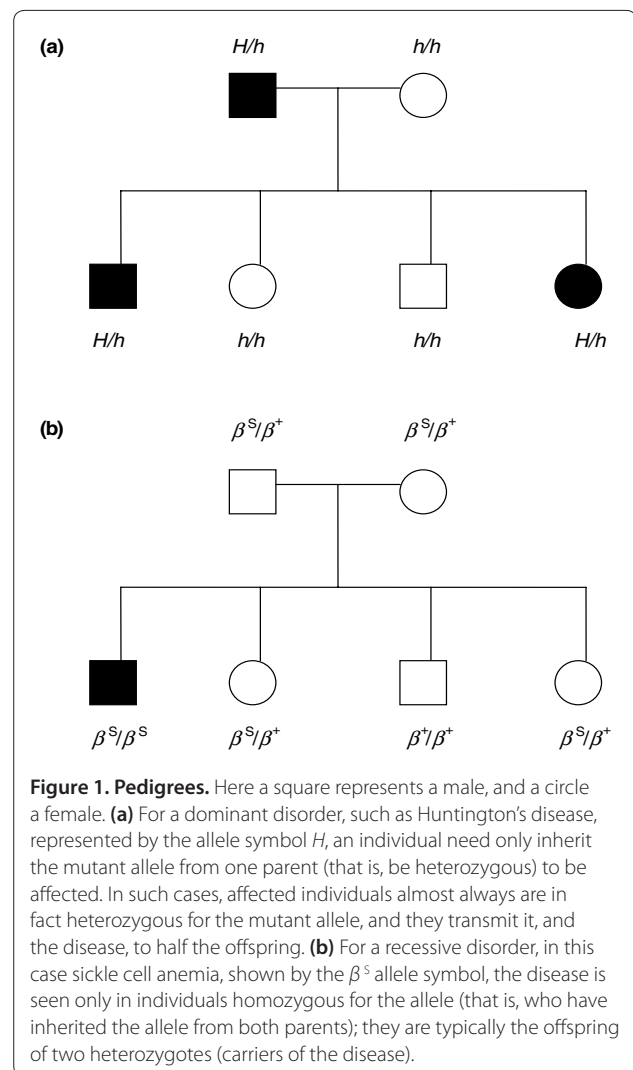 (a)
H/h h/h
H/h h/h h/h H/h
(b)
βS/β+ βS/β+
βS/βS βS/β+ β+/β+ βS/β+
Figure 1. Pedigrees. Here a square represents a male, and a circle
a female. (a) For a dominant disorder, such as Huntington's disease,
represented by the allele symbol H, an individual need only inherit
the mutant allele from one parent (that is, be heterozygous) to be
affected. In such cases, affected individuals almost always are in
fact heterozygous for the mutant allele, and they transmit it, and
the disease, to half the offspring. (b) For a recessive disorder, in this
case sickle cell anemia, shown by the βS allele symbol, the disease is
seen only in individuals homozygous for the allele (that is, who have
inherited the allele from both parents); they are typically the offspring
of two heterozygotes (carriers of the disease).